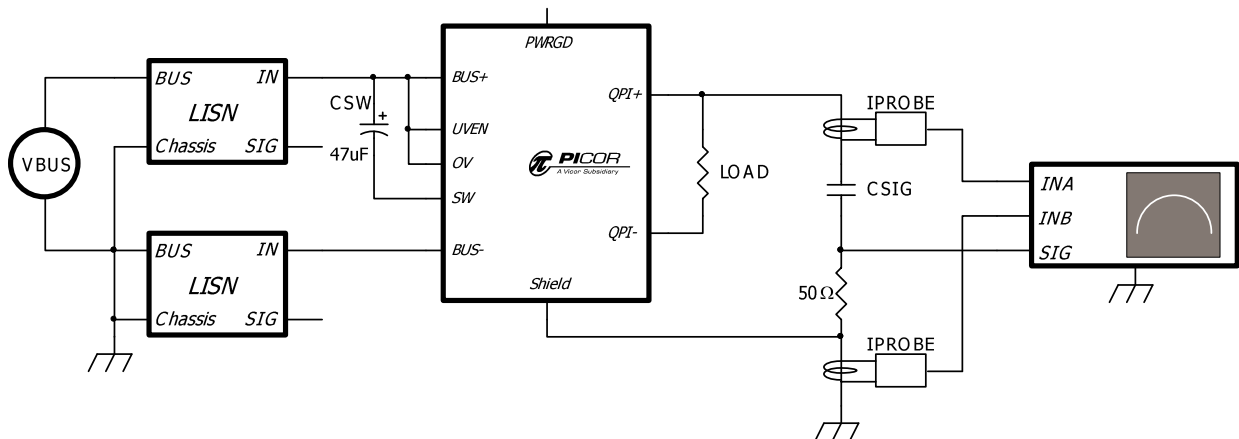 PWRGD
BUS IN
LISN
Chassis SIG
VBUS
BUS IN
LISN
Chassis SIG
CSW
+
47uF
BUS+
UVEN
OV
SW
BUS-
QPI+
QPI-
π PICOR
A Vicor Subsidiary
Shield
LOAD
IPROBE
CSIG
50Ω
IPROBE
INA
INB
SIG